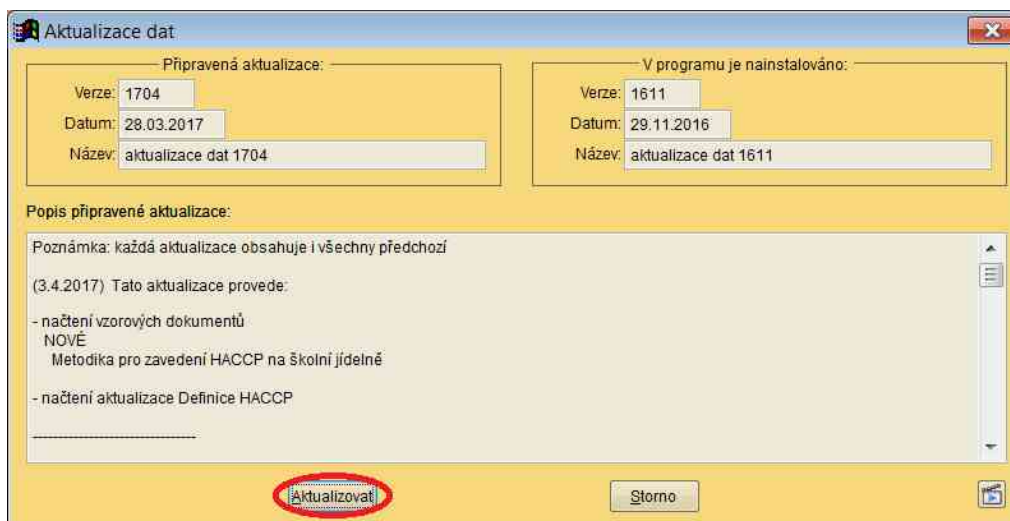 Aktualizace dat
Připravená aktualizace:
Verze: 1704
Datum: 28.03.2017
Název: aktualizace dat 1704
V programu je nainstalováno:
Verze: 1611
Datum: 29.11.2016
Název: aktualizace dat 1611
Popis připravené aktualizace:
Poznámka: každá aktualizace obsahuje i všechny předchozí
(3.4.2017) Tato aktualizace provede:
- načtení vzorových dokumentů
NOVÉ
Metodika pro zavedení HACCP na školní jídelně
- načtení aktualizace Definice HACCP
--------------------------------
Aktualizovat
Storno